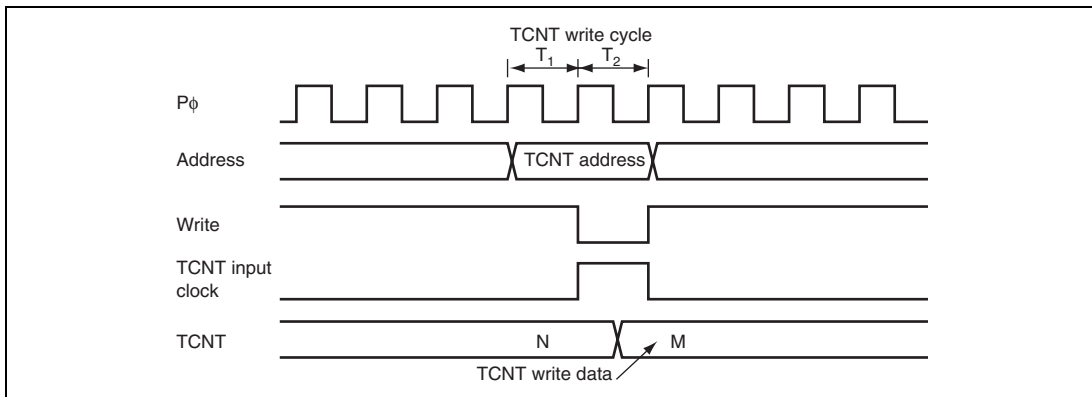 TCNT write cycle
T1 T2
Pφ
Address
TCNT address
Write
TCNT input
clock
TCNT
N
M
TCNT write data